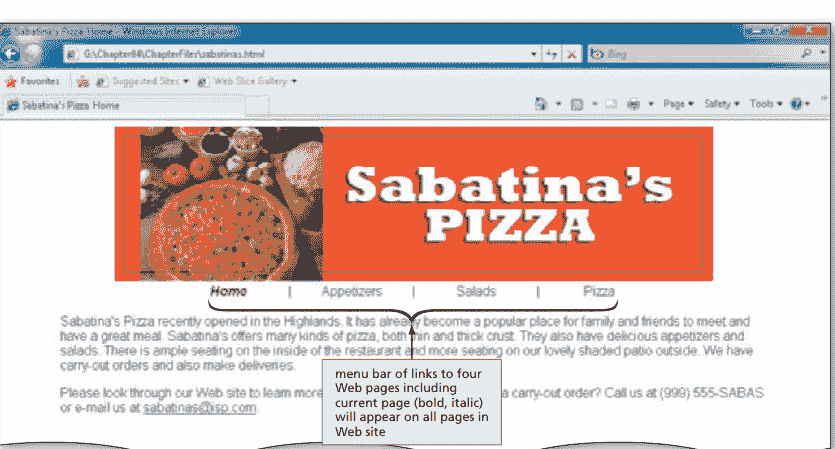 Sabatina's Pizza Home - Windows Internet Explorer
G:\Chapter04\ChapterFiles\sabatinas.html
Bing
Favorites Suggested Sites Web Slice Gallery
Sabatina's Pizza Home Page Safety Tools
Sabatina's
PIZZA
Home | Appetizers | Salads | Pizza
Sabatina's Pizza recently opened in the Highlands. It has already become a popular place for family and friends to meet and
have a great meal. Sabatina's offers many kinds of pizza, both thin and thick crust. They also have delicious appetizers and
salads. There is ample seating on the inside of the restaurant and more seating on our lovely shaded patio outside. We have
carry-out orders and also make deliveries.
Please look through our Web site to learn more a carry-out order? Call us at (999) 555-SABAS
or e-mail us at sabatinas@isp.com.
menu bar of links to four
Web pages including
current page (bold, italic)
will appear on all pages in
Web site